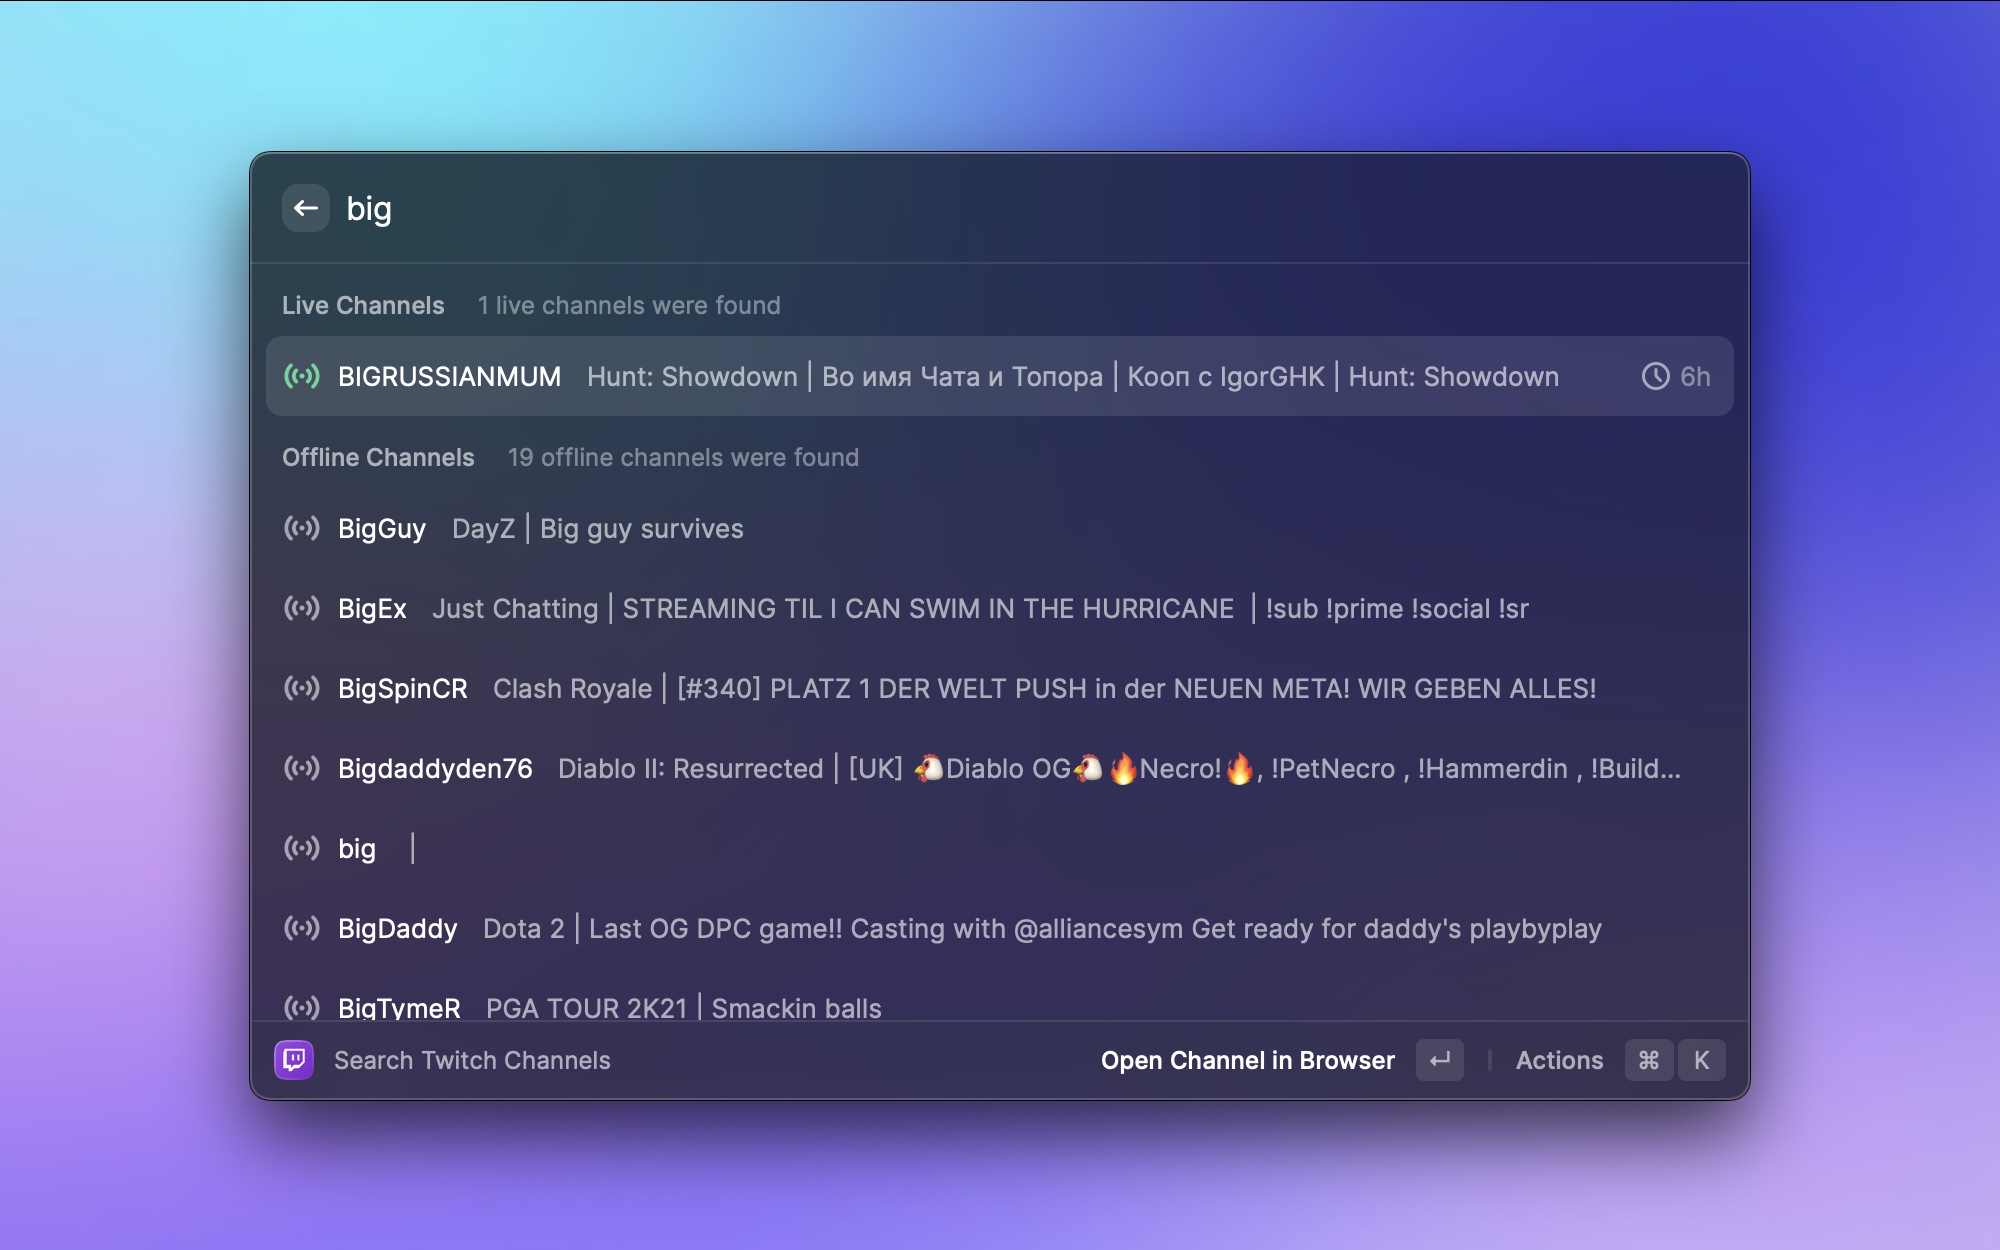 big
Live Channels 1 live channels were found
BIGRUSSIANMUM Hunt: Showdown | Во имя Чата и Топора | Кооп с IgorGHK | Hunt: Showdown 6h
Offline Channels 19 offline channels were found
BigGuy DayZ | Big guy survives
BigEx Just Chatting | STREAMING TIL I CAN SWIM IN THE HURRICANE | !sub !prime !social !sr
BigSpinCR Clash Royale | [#340] PLATZ 1 DER WELT PUSH in der NEUEN META! WIR GEBEN ALLES!
Bigdaddyden76 Diablo II: Resurrected | [UK] 🐔Diablo OG🐔🔥Necro!🔥, !PetNecro , !Hammerdin , !Build...
big |
BigDaddy Dota 2 | Last OG DPC game!! Casting with @alliancesym Get ready for daddy's playbyplay
BigTymeR PGA TOUR 2K21 | Smackin balls
Search Twitch Channels Open Channel in Browser ↵ | Actions ⌘ K